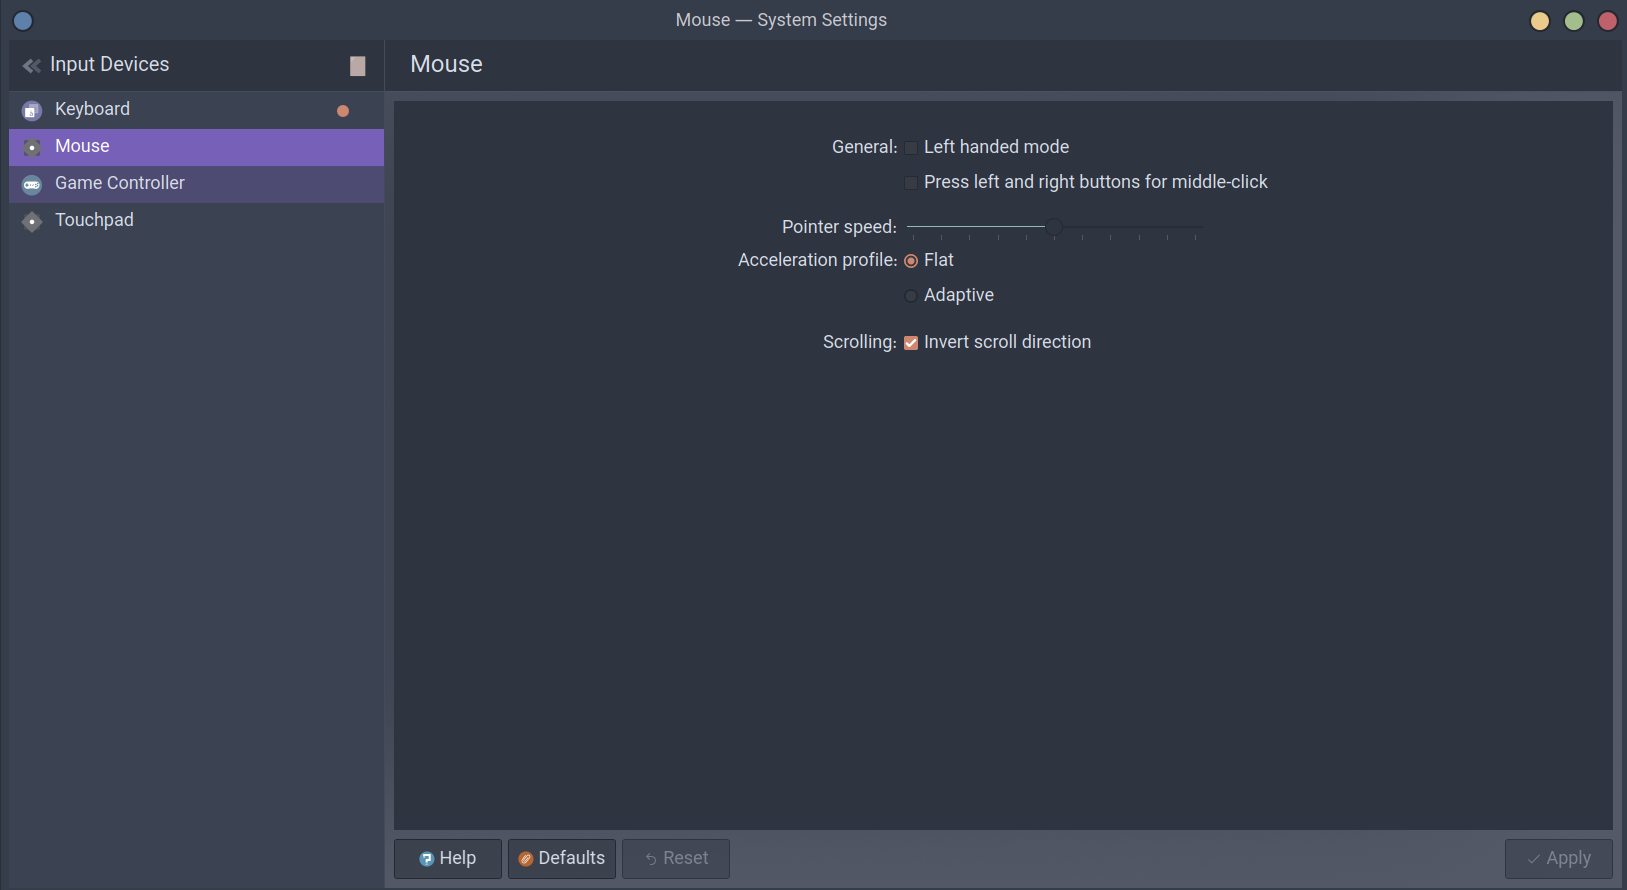 Mouse — System Settings
Input Devices
Mouse
Keyboard
Mouse
Game Controller
Touchpad
General: Left handed mode
Press left and right buttons for middle-click
Pointer speed:
Acceleration profile: Flat
Adaptive
Scrolling: Invert scroll direction
Help Defaults Reset Apply